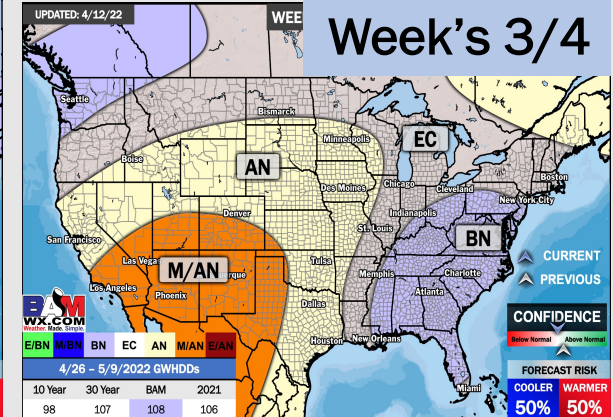 UPDATED: 4/12/22
WEE
Week's 3/4
Seattle
Bismarck
Minneapolis
EC
Boise
AN
Boston
Des Moines
Chicago
Cleveland
New York City
Denver
Indianapolis
San Francisco
St. Louis
BN
Las Vegas
M/AN
erque
Tulsa
Memphis
Charlotte
CURRENT
Los Angeles
Phoenix
Atlanta
PREVIOUS
Dallas
BAM
WX.COM
Weather. Made. Simple.
Houston
New Orleans
CONFIDENCE
Below Normal
Above Normal
E/BN
M/BN
BN
EC
AN
M/AN
E/AN
4/26 – 5/9/2022 GWHDDs
Miami
FORECAST RISK
10 Year 30 Year BAM 2021
COOLER WARMER
98 107 108 106
50% 50%